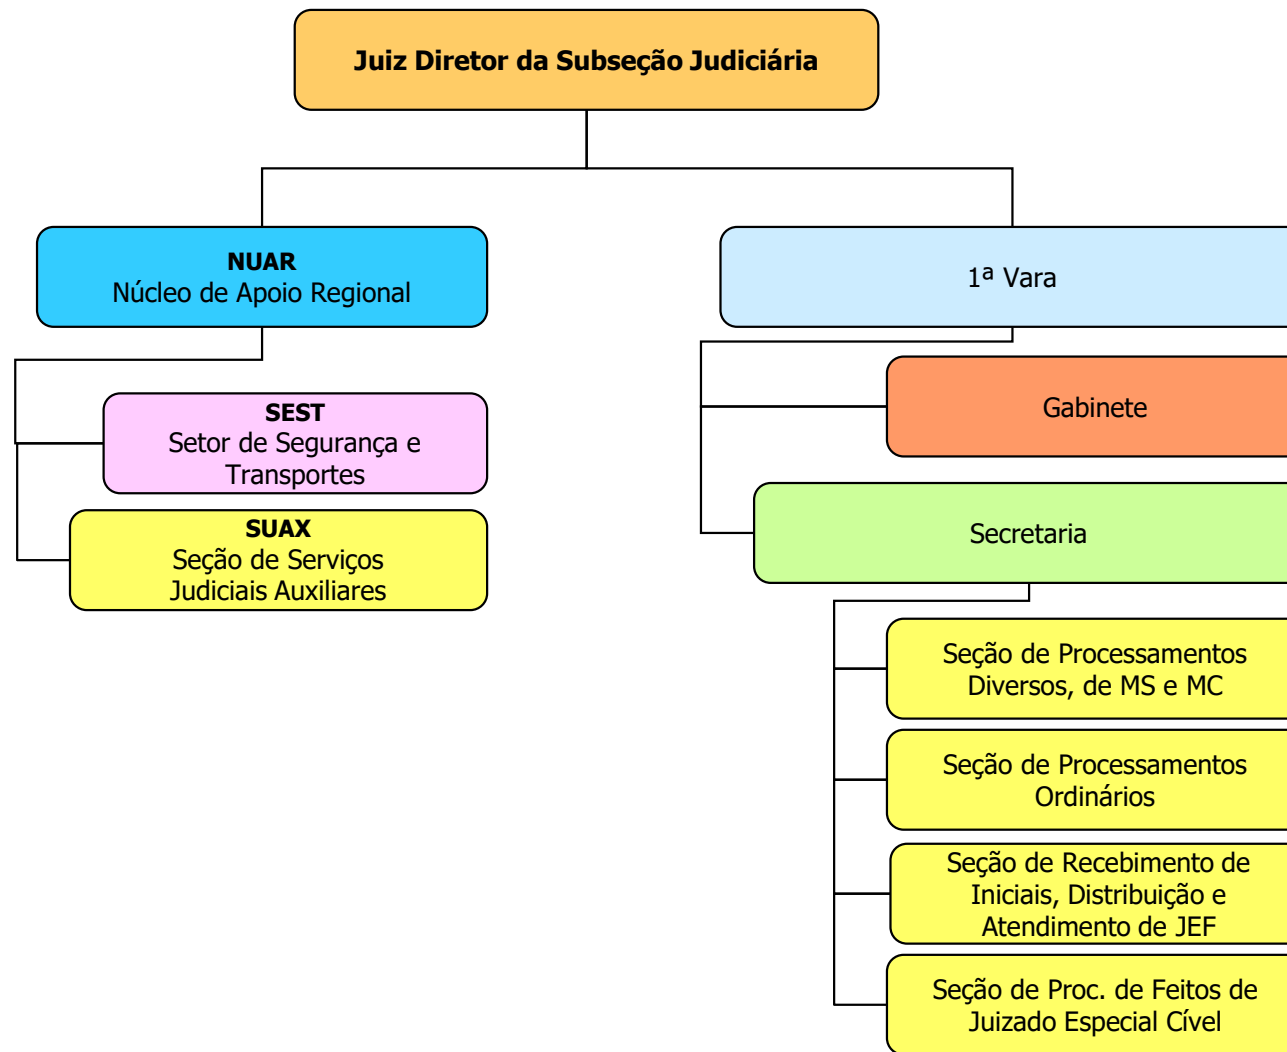 Juiz Diretor da Subseção Judiciária
NUAR
Núcleo de Apoio Regional
SEST
Setor de Segurança e
Transportes
SUAX
Seção de Serviços
Judiciais Auxiliares
1ª Vara
Gabinete
Secretaria
Seção de Processamentos
Diversos, de MS e MC
Seção de Processamentos
Ordinários
Seção de Recebimento de
Iniciais, Distribuição e
Atendimento de JEF
Seção de Proc. de Feitos de
Juizado Especial Cível